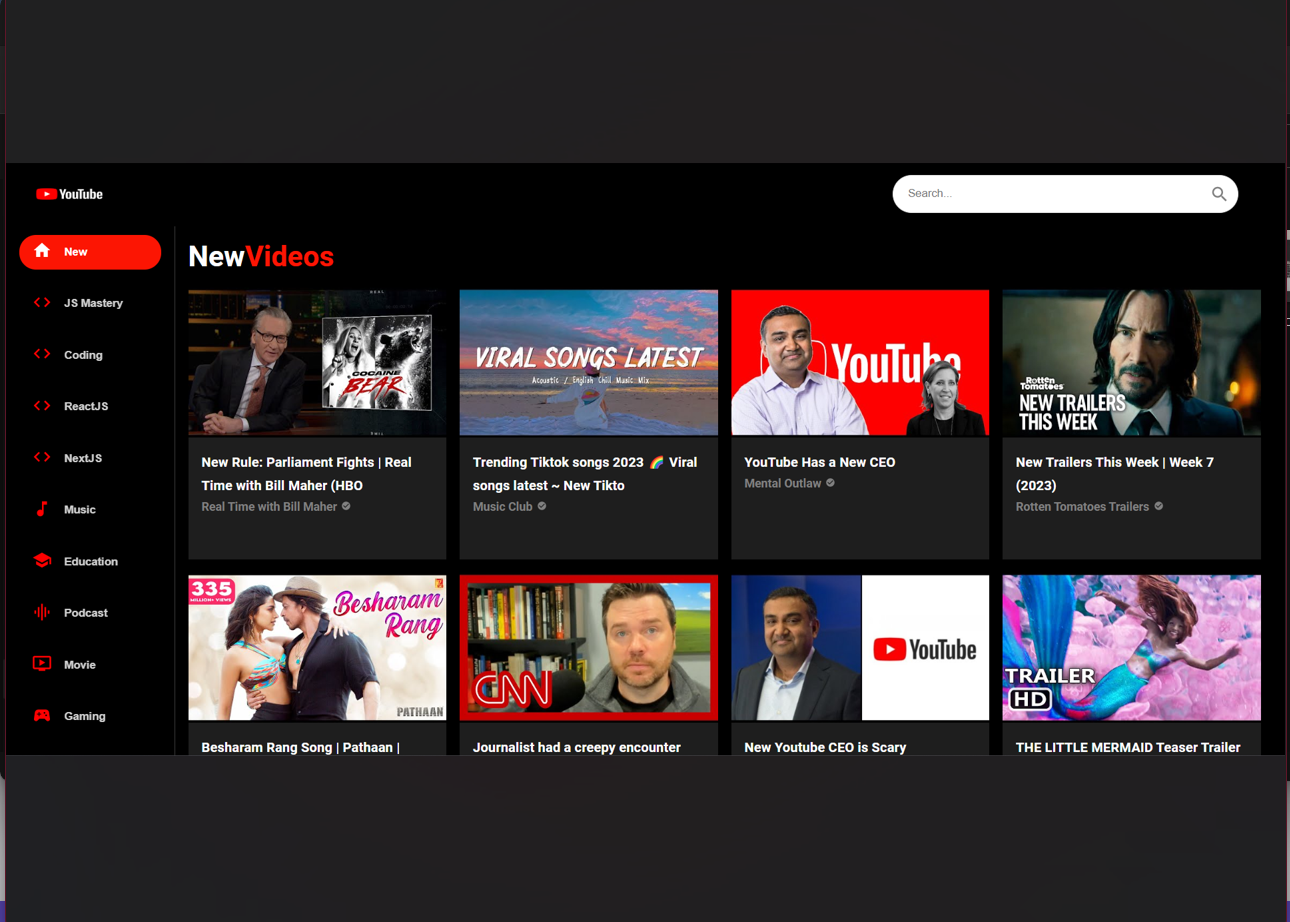 YouTube
Search...
New
JS Mastery
Coding
ReactJS
NextJS
Music
Education
Podcast
Movie
Gaming
NewVideos
COCAINE
BEAR
New Rule: Parliament Fights | Real
Time with Bill Maher (HBO
Real Time with Bill Maher
VIRAL SONGS LATEST
Acoustic / English Chill Music Mix
Trending Tiktok songs 2023 🌈 Viral
songs latest ~ New Tikto
Music Club
YouTube
YouTube Has a New CEO
Mental Outlaw
Rotten
Tomatoes
NEW TRAILERS
THIS WEEK
New Trailers This Week | Week 7
(2023)
Rotten Tomatoes Trailers
335
MILLION+ VIEWS
Besharam
Rang
PATHAAN
Besharam Rang Song | Pathaan |
CNN
Journalist had a creepy encounter
YouTube
New Youtube CEO is Scary
TRAILER
HD
THE LITTLE MERMAID Teaser Trailer